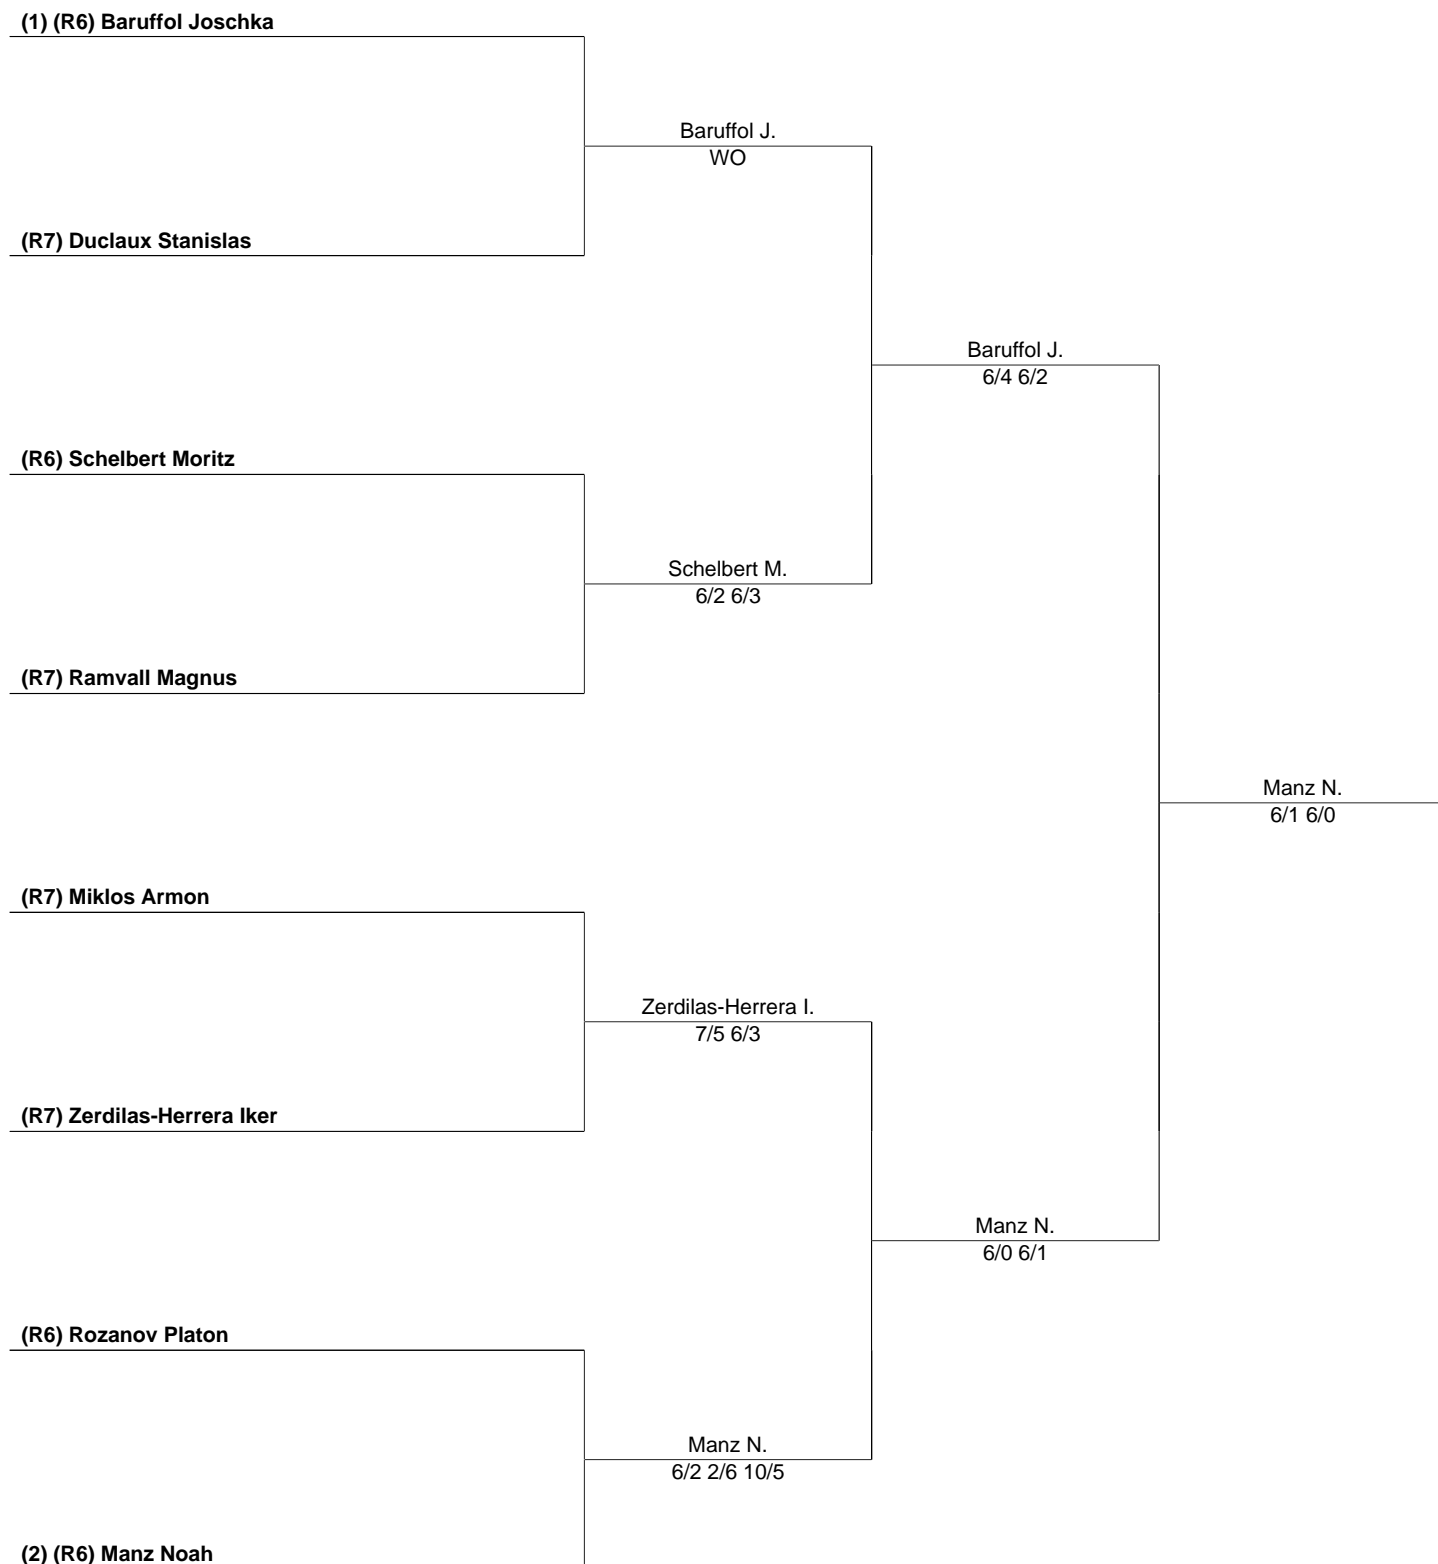 (1) (R6) Baruffol Joschka
Baruffol J.
WO
(R7) Duclaux Stanislas
Baruffol J.
6/4 6/2
(R6) Schelbert Moritz
Schelbert M.
6/2 6/3
(R7) Ramvall Magnus
Manz N.
6/1 6/0
(R7) Miklos Armon
Zerdilas-Herrera I.
7/5 6/3
(R7) Zerdilas-Herrera Iker
Manz N.
6/0 6/1
(R6) Rozanov Platon
Manz N.
6/2 2/6 10/5
(2) (R6) Manz Noah